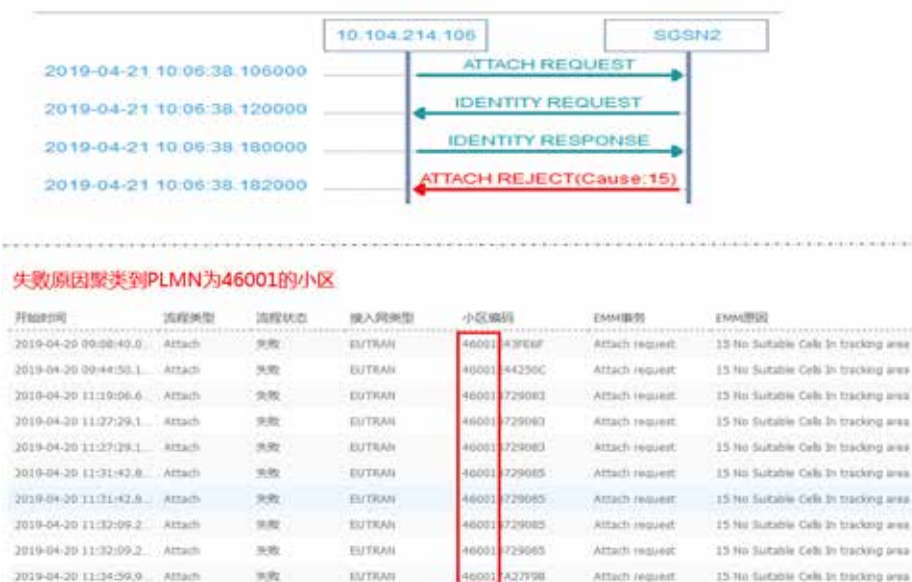 10.104.214.106 SGSN2
2019-04-21 10:06:38.106000 ATTACH REQUEST
2019-04-21 10:06:38.120000 IDENTITY REQUEST
2019-04-21 10:06:38.180000 IDENTITY RESPONSE
2019-04-21 10:06:38.182000 ATTACH REJECT(Cause:15)
失败原因聚类到PLMN为46001的小区
开始时间 流程类型 流程状态 接入网类型 小区编码 EMM事务 EMM原因
2019-04-20 09:08:40.0... Attach 失败 EUTRAN Attach request 15 No Suitable Cells In tracking area
2019-04-20 09:44:50.1... Attach 失败 EUTRAN Attach request 15 No Suitable Cells In tracking area
2019-04-20 11:19:06.6... Attach 失败 EUTRAN Attach request 15 No Suitable Cells In tracking area
2019-04-20 11:27:29.1... Attach 失败 EUTRAN Attach request 15 No Suitable Cells In tracking area
2019-04-20 11:27:29.1... Attach 失败 EUTRAN Attach request 15 No Suitable Cells In tracking area
2019-04-20 11:31:42.8... Attach 失败 EUTRAN Attach request 15 No Suitable Cells In tracking area
2019-04-20 11:31:42.8... Attach 失败 EUTRAN Attach request 15 No Suitable Cells In tracking area
2019-04-20 11:32:09.2... Attach 失败 EUTRAN Attach request 15 No Suitable Cells In tracking area
2019-04-20 11:32:09.2... Attach 失败 EUTRAN Attach request 15 No Suitable Cells In tracking area
2019-04-20 11:34:59.9... Attach 失败 EUTRAN Attach request 15 No Suitable Cells In tracking area